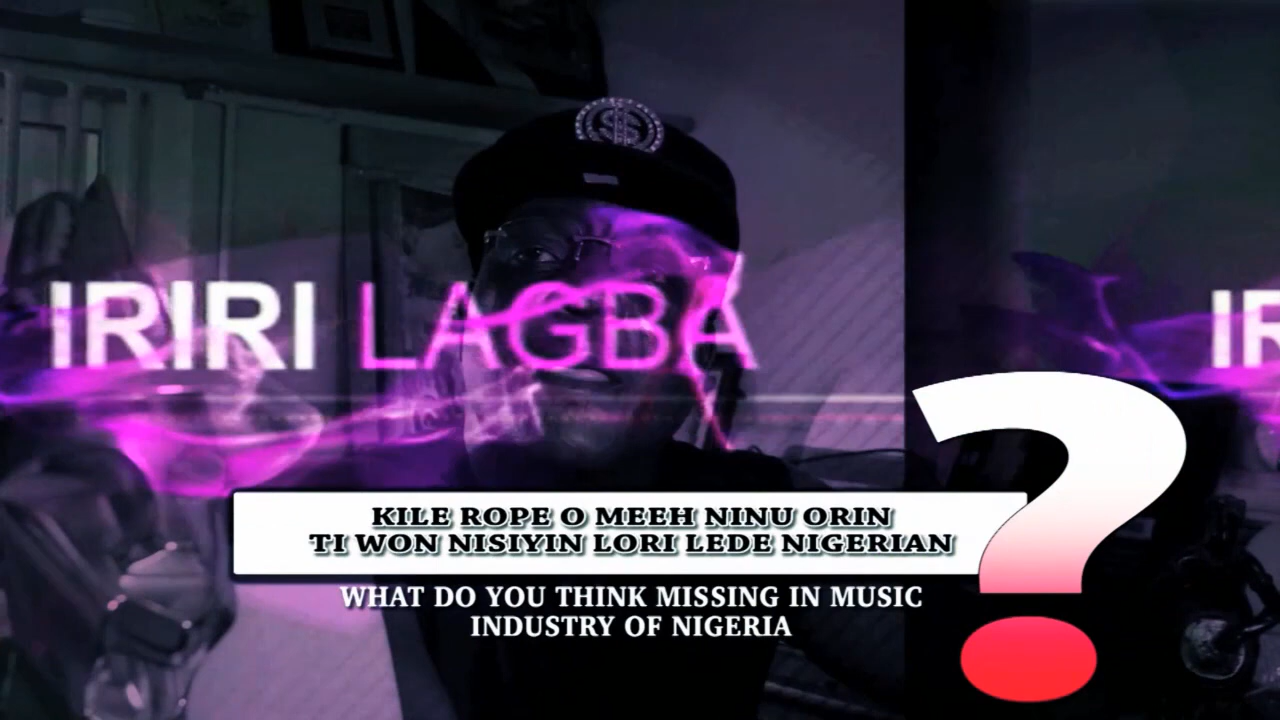 IRIRI LAGBA
IR
KILE ROPE O MEEH NINU ORIN
TI WON NISIYIN LORI LEDE NIGERIAN
?
WHAT DO YOU THINK MISSING IN MUSIC
INDUSTRY OF NIGERIA